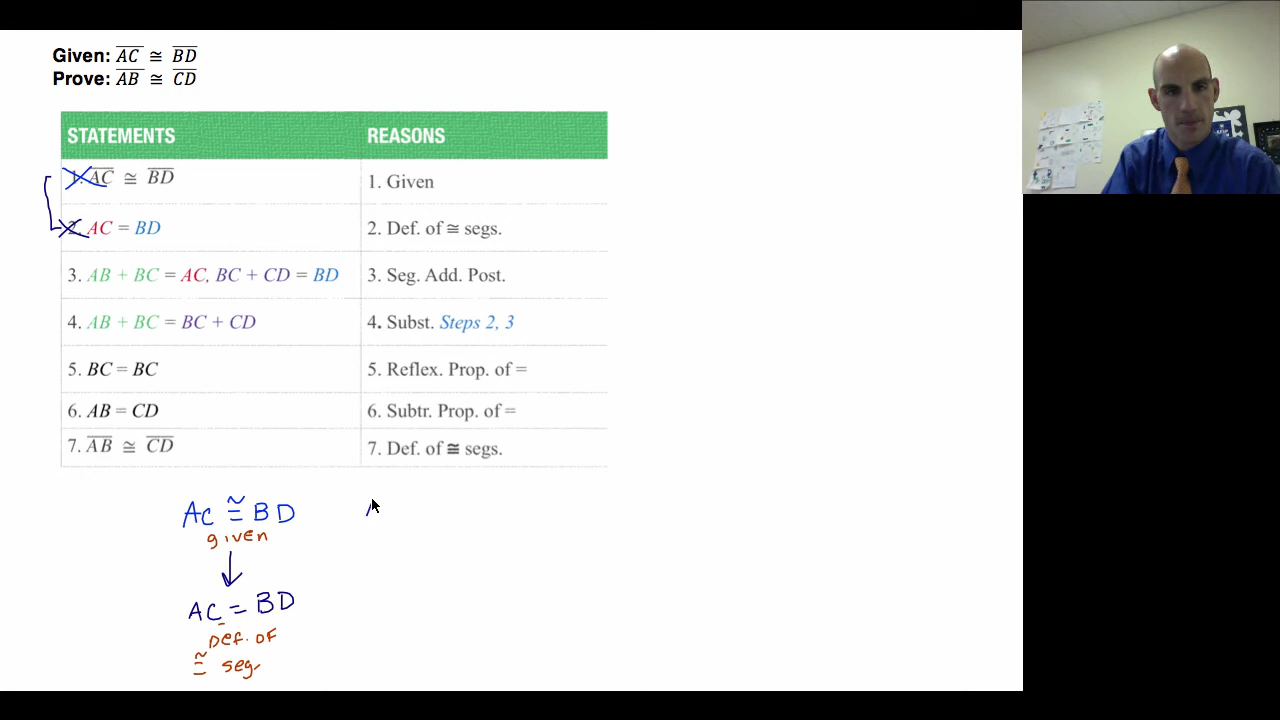 Given: AC ≅ BD
Prove: AB ≅ CD
STATEMENTS REASONS
1. AC ≅ BD 1. Given
2. AC = BD 2. Def. of ≅ segs.
3. AB + BC = AC, BC + CD = BD 3. Seg. Add. Post.
4. AB + BC = BC + CD 4. Subst. Steps 2, 3
5. BC = BC 5. Reflex. Prop. of =
6. AB = CD 6. Subtr. Prop. of =
7. AB ≅ CD 7. Def. of ≅ segs.
AC ≅ BD
given
AC = BD
Def. of
≅ seg.